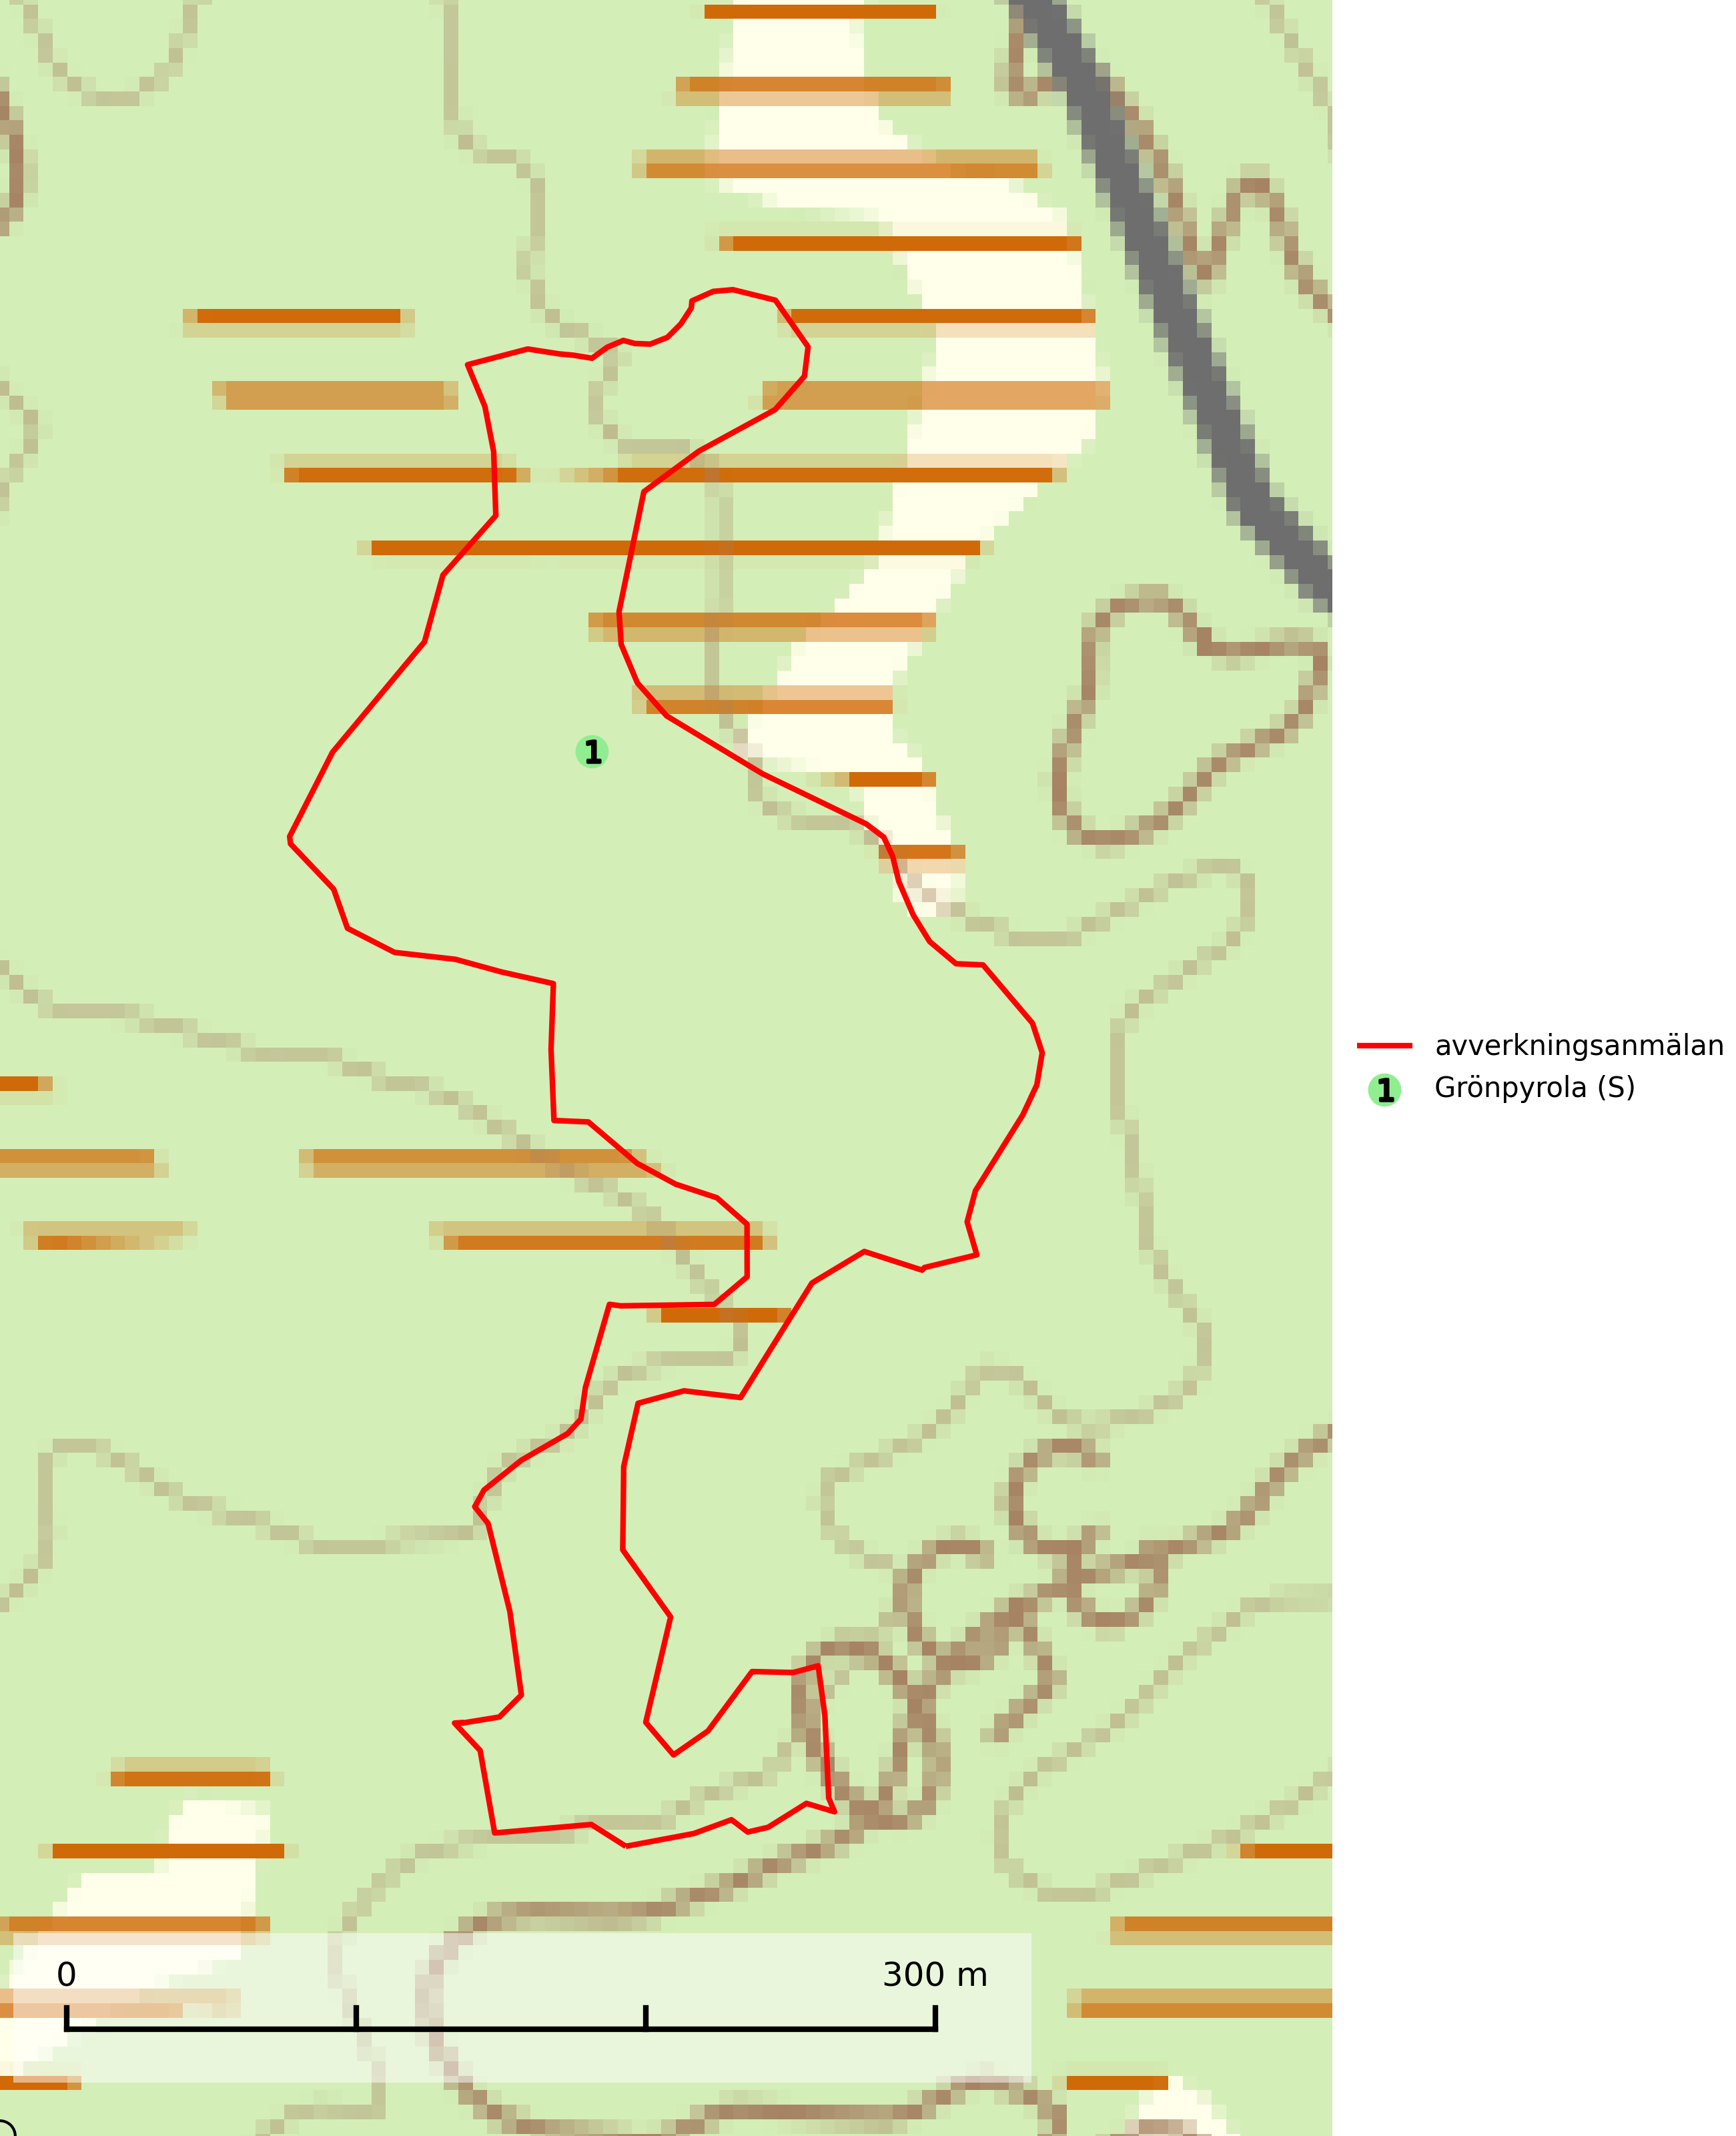 1
avverkningsanmälan
1 Grönpyrola (S)
0 300 m